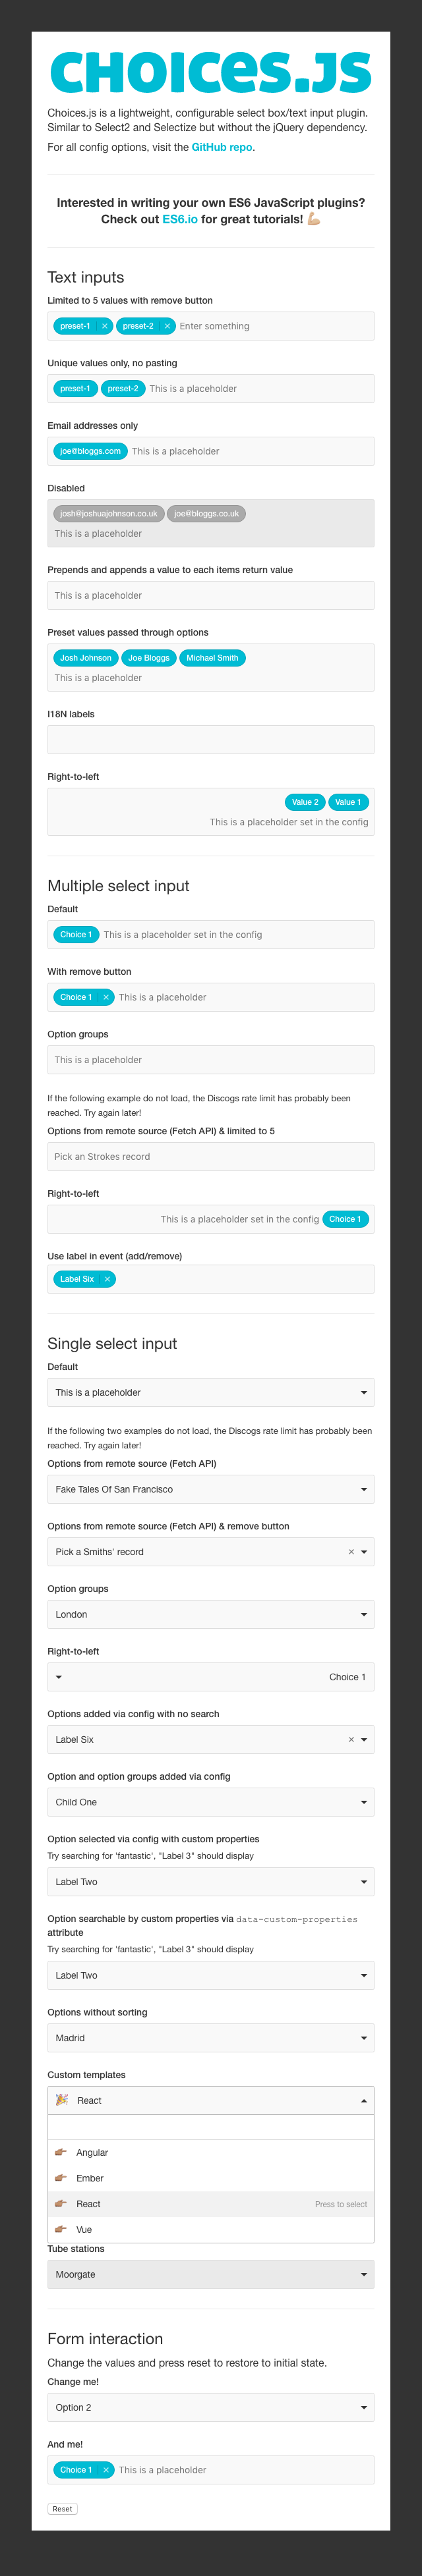 CHOICES.JS
Choices.js is a lightweight, configurable select box/text input plugin.
Similar to Select2 and Selectize but without the jQuery dependency.
For all config options, visit the GitHub repo.
Interested in writing your own ES6 JavaScript plugins?
Check out ES6.io for great tutorials! 💪🏼
Text inputs
Limited to 5 values with remove button
preset-1 × preset-2 × Enter something
Unique values only, no pasting
preset-1 preset-2 This is a placeholder
Email addresses only
joe@bloggs.com This is a placeholder
Disabled
josh@joshuajohnson.co.uk joe@bloggs.co.uk
This is a placeholder
Prepends and appends a value to each items return value
This is a placeholder
Preset values passed through options
Josh Johnson Joe Bloggs Michael Smith
This is a placeholder
I18N labels
Right-to-left
Value 2 Value 1
This is a placeholder set in the config
Multiple select input
Default
Choice 1 This is a placeholder set in the config
With remove button
Choice 1 × This is a placeholder
Option groups
This is a placeholder
If the following example do not load, the Discogs rate limit has probably been
reached. Try again later!
Options from remote source (Fetch API) & limited to 5
Pick an Strokes record
Right-to-left
This is a placeholder set in the config Choice 1
Use label in event (add/remove)
Label Six ×
Single select input
Default
This is a placeholder
If the following two examples do not load, the Discogs rate limit has probably been
reached. Try again later!
Options from remote source (Fetch API)
Fake Tales Of San Francisco
Options from remote source (Fetch API) & remove button
Pick a Smiths' record ×
Option groups
London
Right-to-left
Choice 1
Options added via config with no search
Label Six ×
Option and option groups added via config
Child One
Option selected via config with custom properties
Try searching for 'fantastic', "Label 3" should display
Label Two
Option searchable by custom properties via data-custom-properties
attribute
Try searching for 'fantastic', "Label 3" should display
Label Two
Options without sorting
Madrid
Custom templates
🎉 React
👉🏽 Angular
👉🏽 Ember
👉🏽 React Press to select
👉🏽 Vue
Tube stations
Moorgate
Form interaction
Change the values and press reset to restore to initial state.
Change me!
Option 2
And me!
Choice 1 × This is a placeholder
Reset